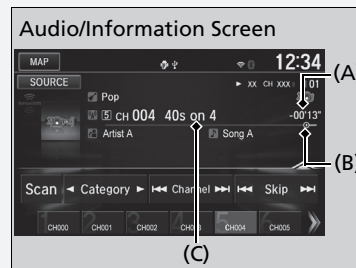 Audio/Information Screen
MAP
12:34
SOURCE
XX CH XXX 01
Pop
-00'13"
(A
5 CH 004 40s on 4
Artist A
Song A
(B)
Scan
Category
Channel
Skip
CH000
CH001
CH002
CH003
CH004
CH005
(C)